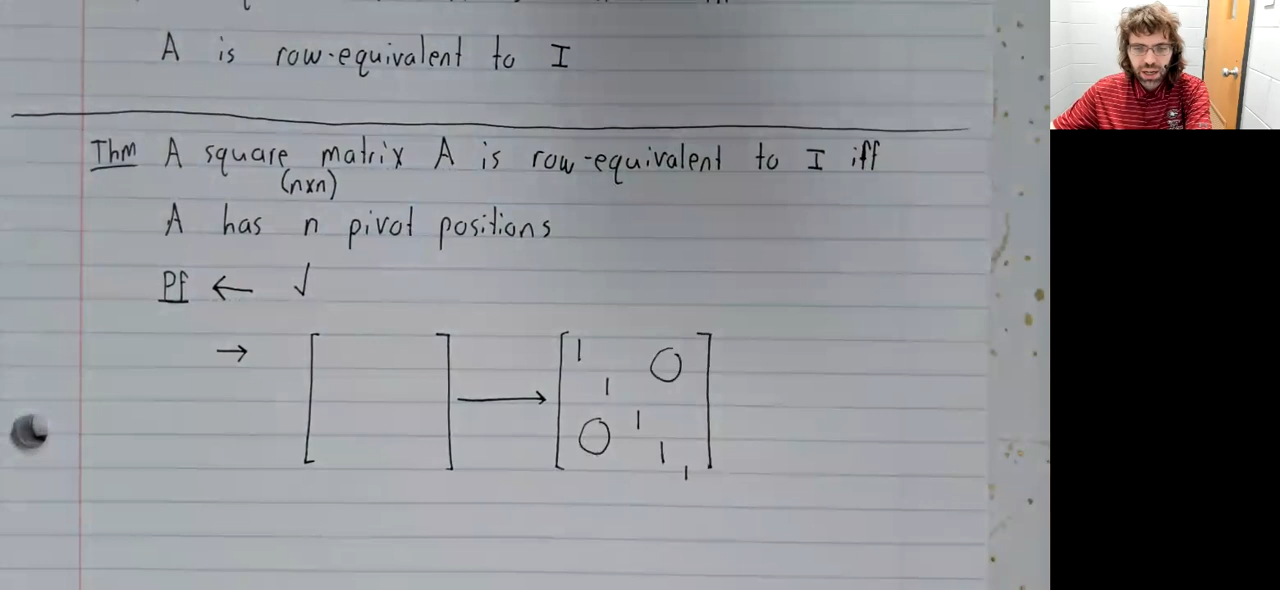 A is row-equivalent to I
Thm A square matrix A is row-equivalent to I iff
(n×n)
A has n pivot positions
Pf ← ✓
→ [ ] → [ 1 0
1
0 1
1
1 ]